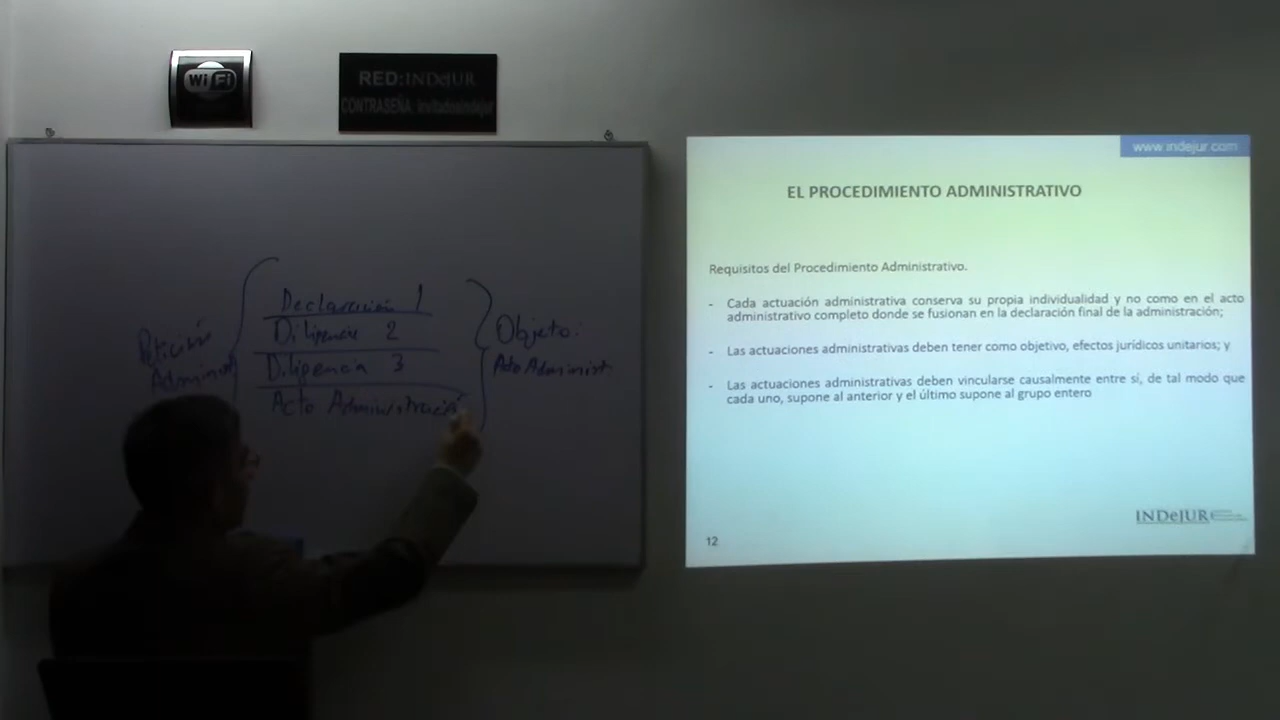 WiFi
RED:INDEJUR
CONTRASEÑA: invitadosindejur
Petición
Administ
Declaración 1
Diligencia 2
Diligencia 3
Acto Administración
Objeto:
Acto Administ.
www.indejur.com
EL PROCEDIMIENTO ADMINISTRATIVO
Requisitos del Procedimiento Administrativo.
- Cada actuación administrativa conserva su propia individualidad y no como en el acto
administrativo completo donde se fusionan en la declaración final de la administración;
- Las actuaciones administrativas deben tener como objetivo, efectos jurídicos unitarios; y
- Las actuaciones administrativas deben vincularse causalmente entre sí, de tal modo que
cada uno, supone al anterior y el último supone al grupo entero
INDeJUR
12